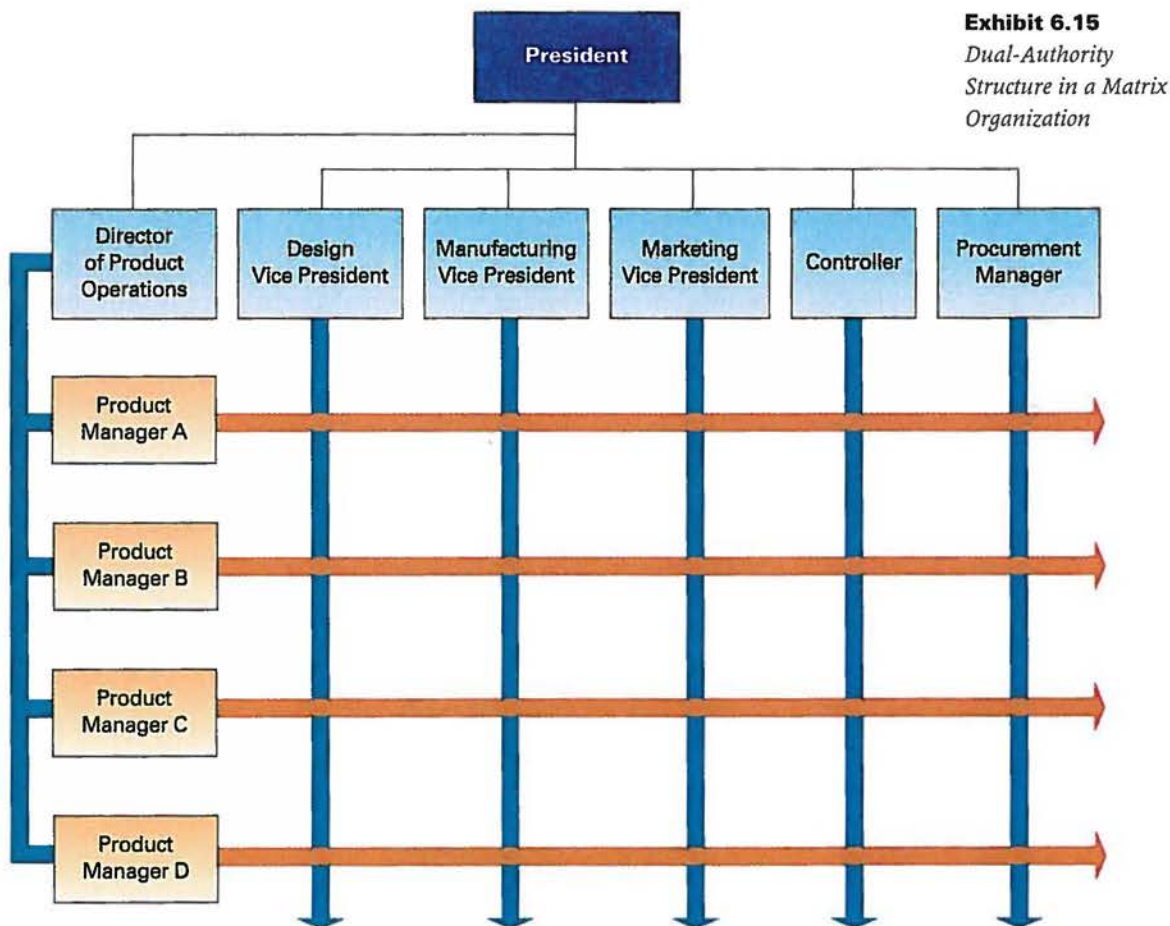 Exhibit 6.15
Dual-Authority
Structure in a Matrix
Organization
President
Director
of Product
Operations
Design
Vice President
Manufacturing
Vice President
Marketing
Vice President
Controller
Procurement
Manager
Product
Manager A
Product
Manager B
Product
Manager C
Product
Manager D